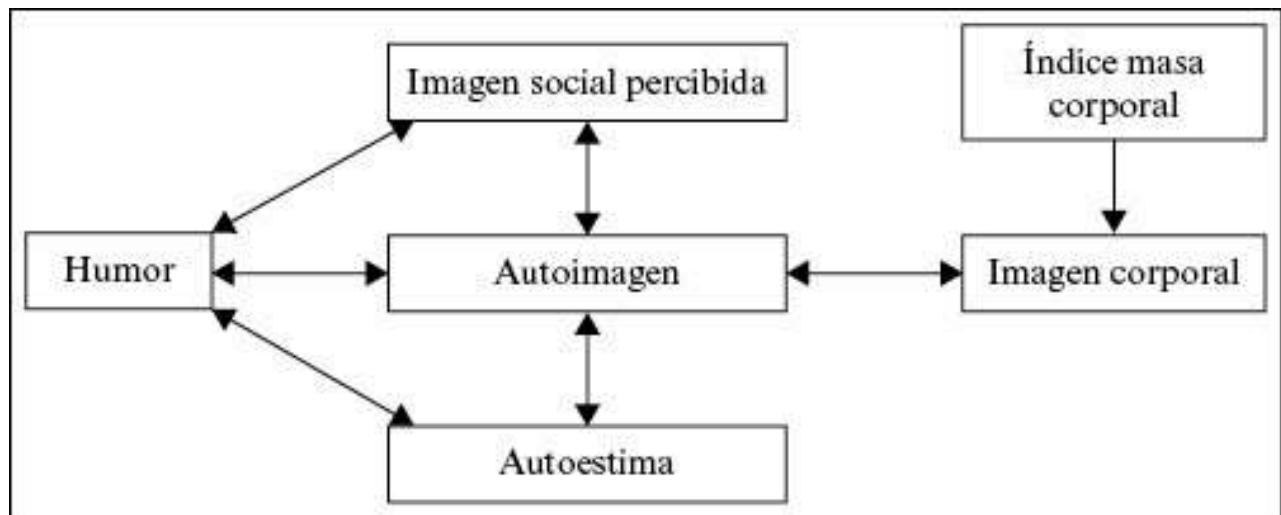 Imagen social percibida
Índice masa
corporal
Humor
Autoimagen
Imagen corporal
Autoestima